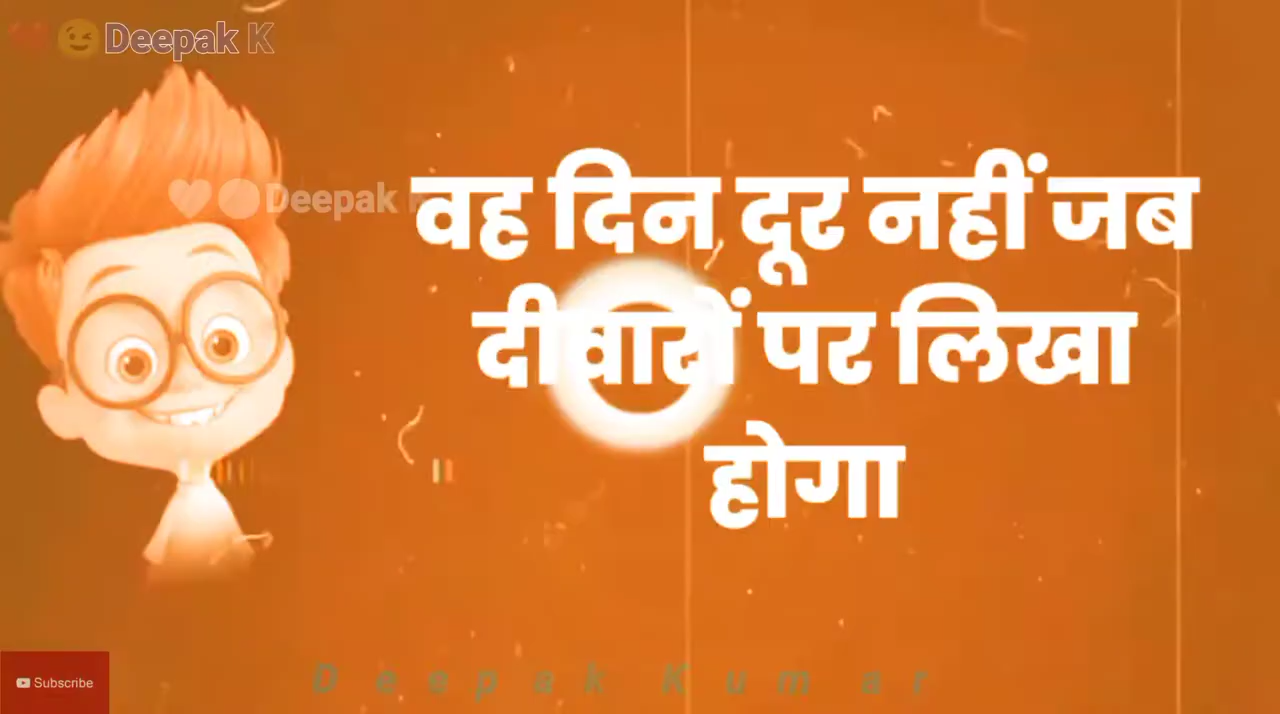 Deepak K
Deepak K
वह दिन दूर नहीं जब
दीवारों पर लिखा
होगा
Subscribe
Deepak Kumar